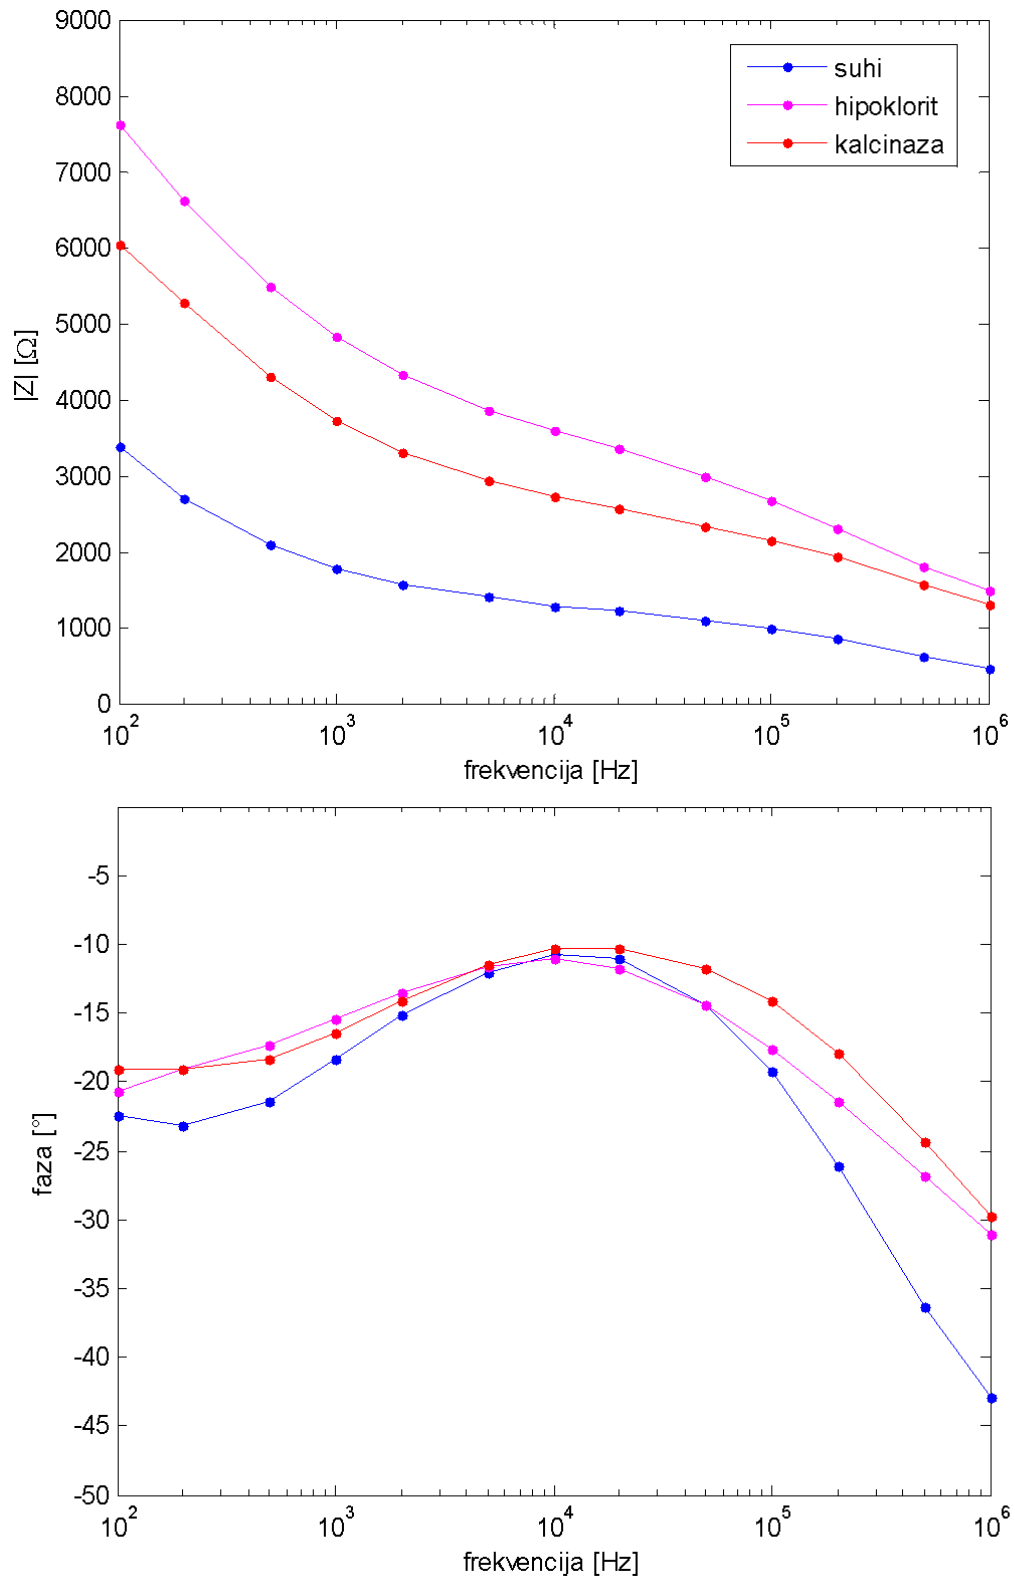 9000
8000
7000
6000
5000
4000
3000
2000
1000
0
|Z| [Ω]
suhi
hipoklorit
kalcinaza
10² 10³ 10⁴ 10⁵ 10⁶
frekvencija [Hz]
-5
-10
-15
-20
-25
-30
-35
-40
-45
-50
faza [°]
10² 10³ 10⁴ 10⁵ 10⁶
frekvencija [Hz]